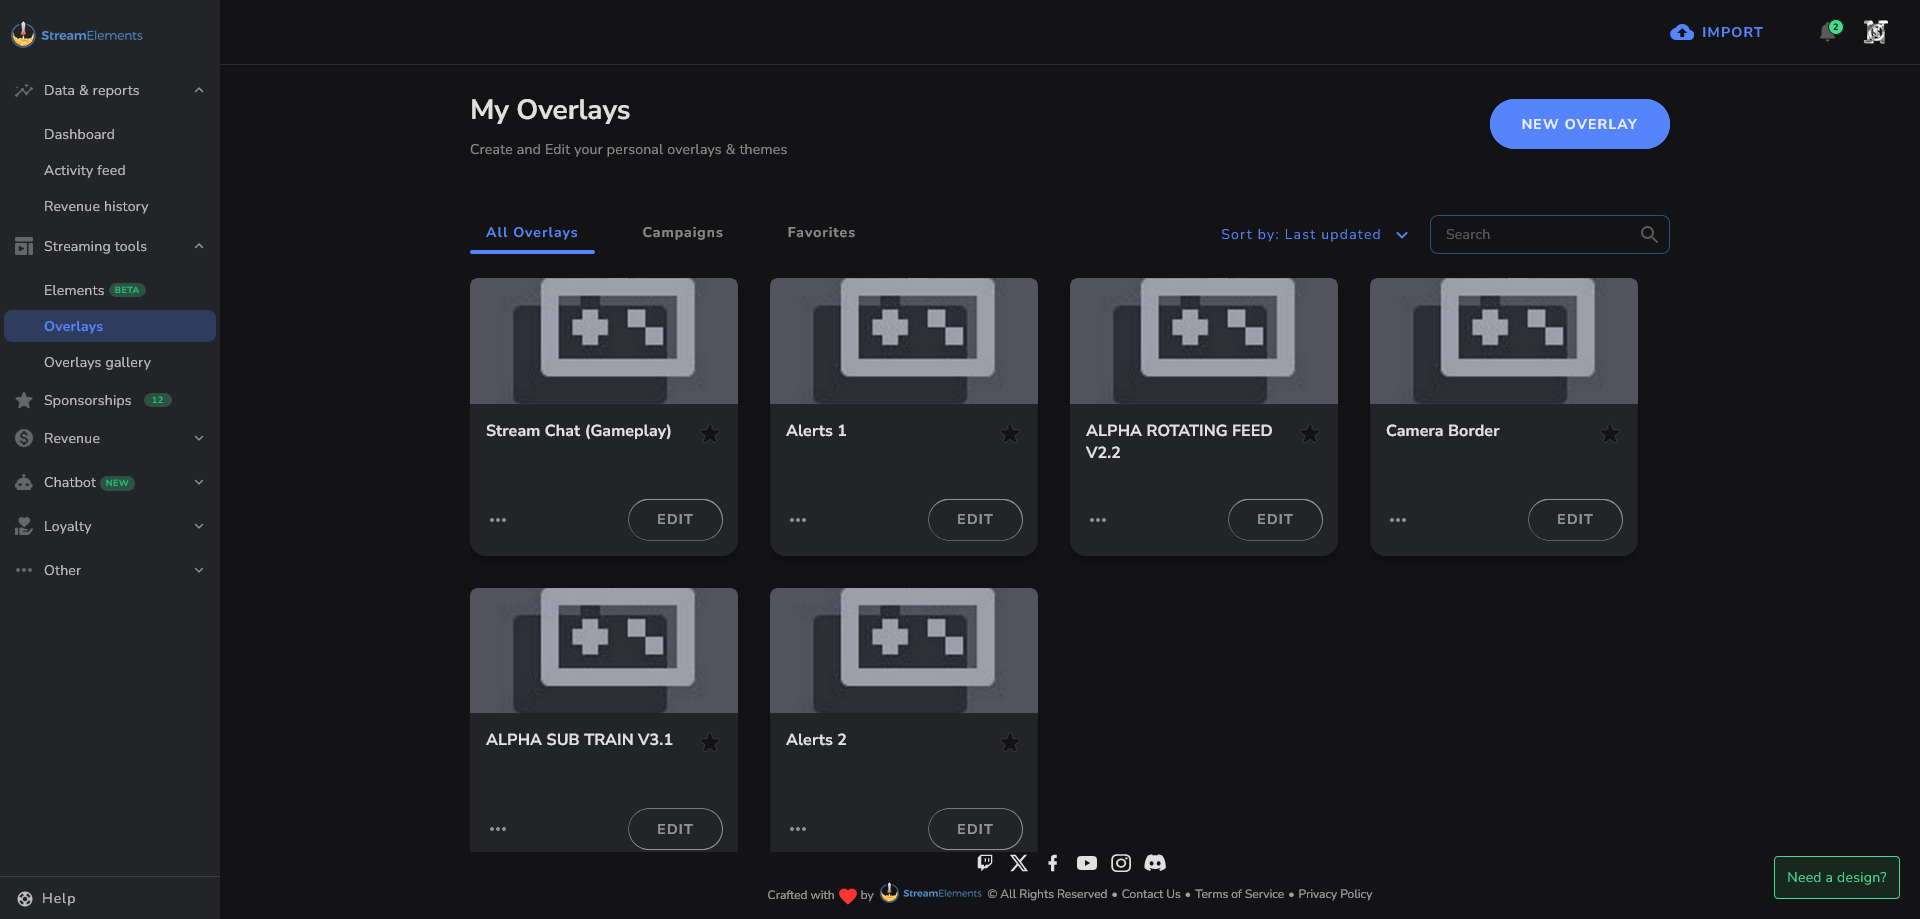 StreamElements
IMPORT
2
Data & reports
Dashboard
Activity feed
Revenue history
Streaming tools
Elements BETA
Overlays
Overlays gallery
Sponsorships 12
Revenue
Chatbot NEW
Loyalty
Other
Help
My Overlays
Create and Edit your personal overlays & themes
NEW OVERLAY
All Overlays
Campaigns
Favorites
Sort by: Last updated
Search
Stream Chat (Gameplay)
EDIT
Alerts 1
EDIT
ALPHA ROTATING FEED
V2.2
EDIT
Camera Border
EDIT
ALPHA SUB TRAIN V3.1
EDIT
Alerts 2
EDIT
Crafted with by StreamElements © All Rights Reserved • Contact Us • Terms of Service • Privacy Policy
Need a design?